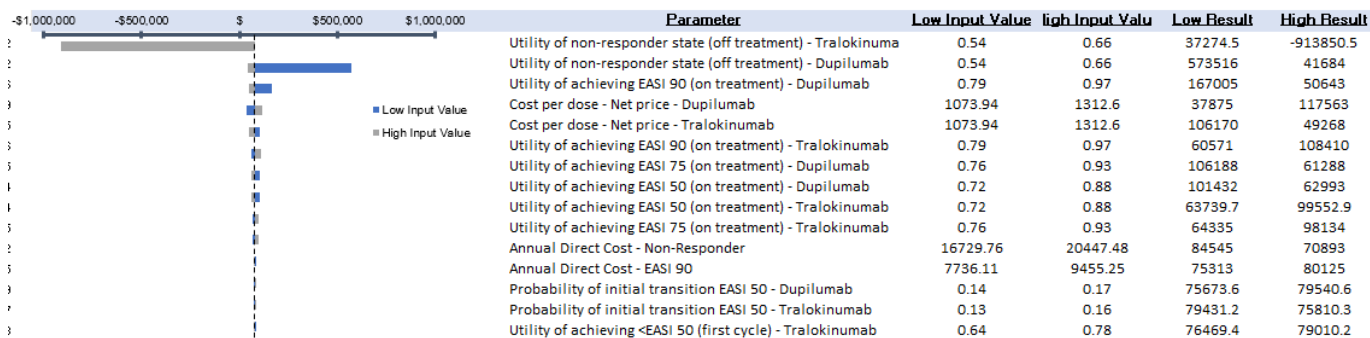 -$1,000,000 -$500,000 $ $500,000 $1,000,000 Parameter Low Input Value ligh Input Valu Low Result High Result
Utility of non-responder state (off treatment) - Tralokinuma 0.54 0.66 37274.5 -913850.5
Utility of non-responder state (off treatment) - Dupilumab 0.54 0.66 573516 41684
Utility of achieving EASI 90 (on treatment) - Dupilumab 0.79 0.97 167005 50643
Low Input Value Cost per dose - Net price - Dupilumab 1073.94 1312.6 37875 117563
High Input Value Cost per dose - Net price - Tralokinumab 1073.94 1312.6 106170 49268
Utility of achieving EASI 90 (on treatment) - Tralokinumab 0.79 0.97 60571 108410
Utility of achieving EASI 75 (on treatment) - Dupilumab 0.76 0.93 106188 61288
Utility of achieving EASI 50 (on treatment) - Dupilumab 0.72 0.88 101432 62993
Utility of achieving EASI 50 (on treatment) - Tralokinumab 0.72 0.88 63739.7 99552.9
Utility of achieving EASI 75 (on treatment) - Tralokinumab 0.76 0.93 64335 98134
Annual Direct Cost - Non-Responder 16729.76 20447.48 84545 70893
Annual Direct Cost - EASI 90 7736.11 9455.25 75313 80125
Probability of initial transition EASI 50 - Dupilumab 0.14 0.17 75673.6 79540.6
Probability of initial transition EASI 50 - Tralokinumab 0.13 0.16 79431.2 75810.3
Utility of achieving <EASI 50 (first cycle) - Tralokinumab 0.64 0.78 76469.4 79010.2